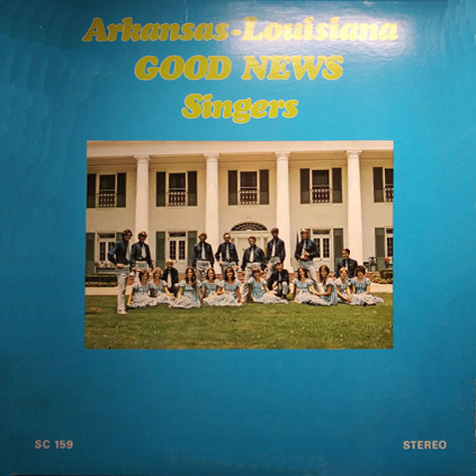 Arkansas-Louisiana
GOOD NEWS
Singers
SC 159
STEREO